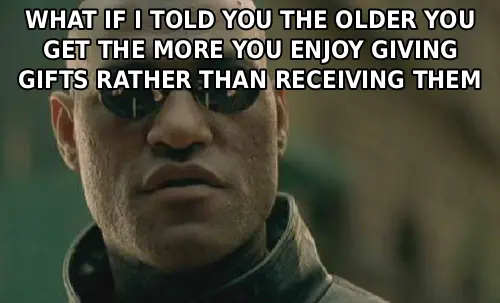 WHAT IF I TOLD YOU THE OLDER YOU
GET THE MORE YOU ENJOY GIVING
GIFTS RATHER THAN RECEIVING THEM